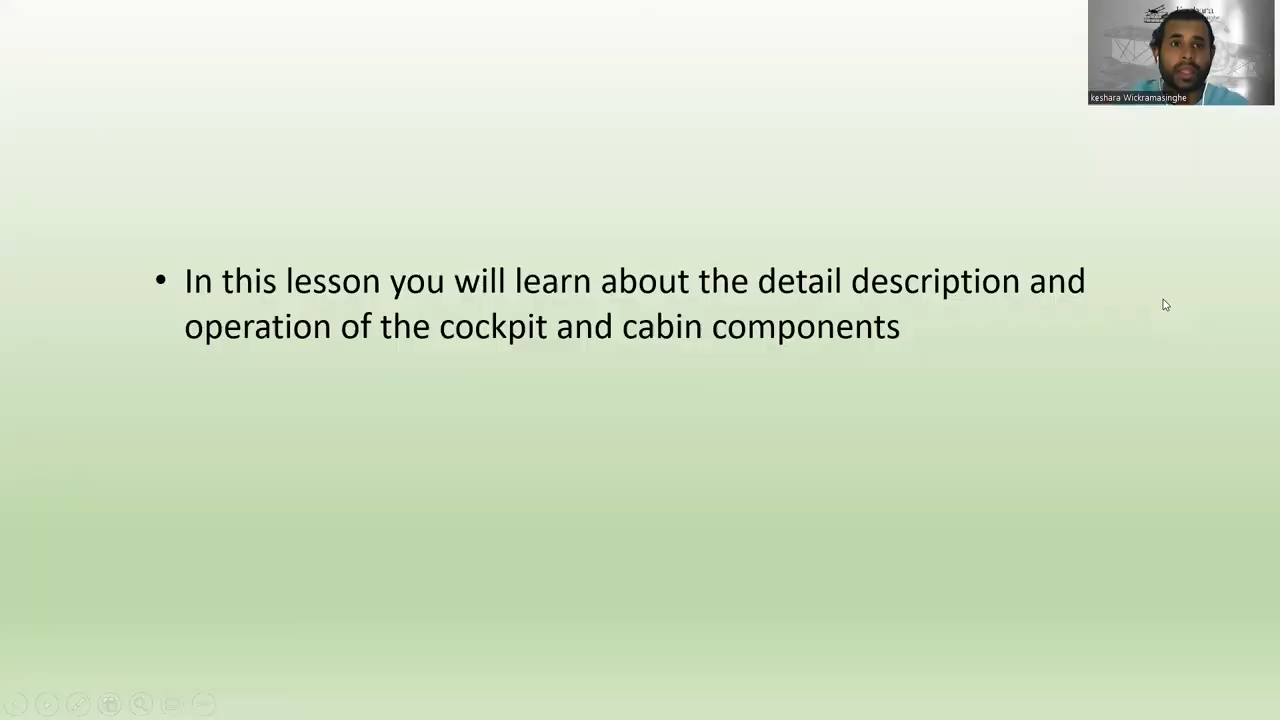 keshara Wickramasinghe
• In this lesson you will learn about the detail description and
operation of the cockpit and cabin components